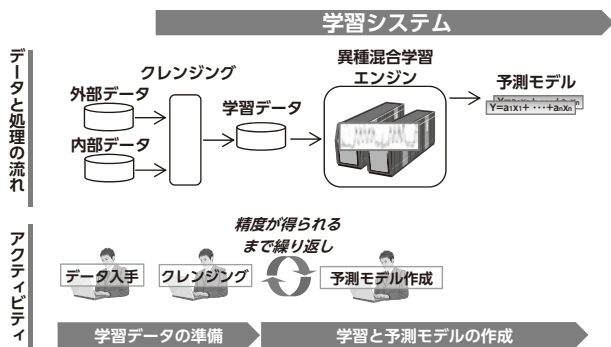 学習システム
データと処理の流れ
クレンジング
外部データ
内部データ
学習データ
異種混合学習
エンジン
予測モデル
Y=a1x1+ ‥‥+anxn
アクティビティ
精度が得られる
まで繰り返し
データ入手
クレンジング
予測モデル作成
学習データの準備
学習と予測モデルの作成